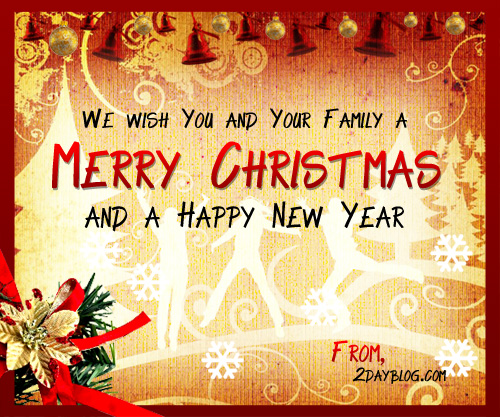 We wish You and Your Family a
Merry Christmas
and a Happy New Year
From,
2dayblog.com